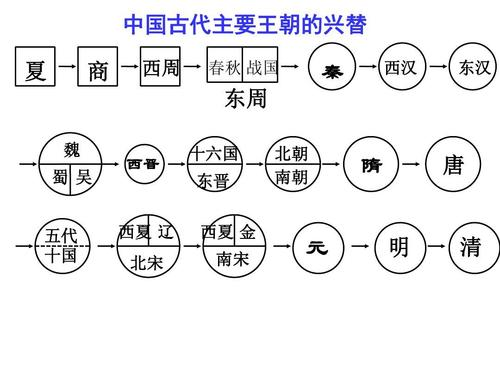 中国古代主要王朝的兴替
夏 商 西周 春秋 战国 秦 西汉 东汉
东周
魏
蜀 吴
西晋
十六国
东晋
北朝
南朝
隋
唐
五代
十国
西夏 辽
北宋
西夏 金
南宋
元
明
清